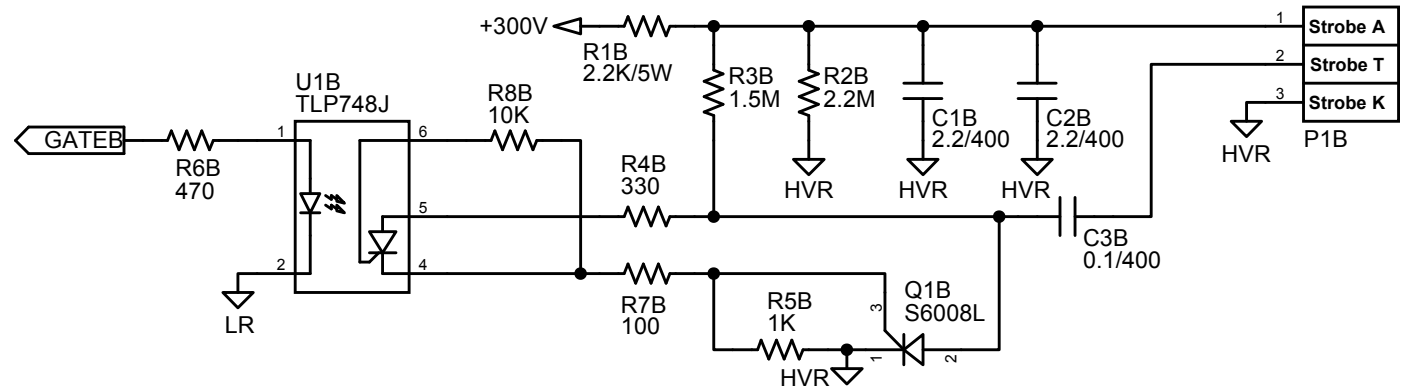 +300V
R1B
2.2K/5W
R3B
1.5M
R2B
2.2M
C1B
2.2/400
C2B
2.2/400
HVR
HVR
HVR
1
Strobe A
2
Strobe T
3
Strobe K
P1B
HVR
U1B
TLP748J
GATEB
R6B
470
1
2
6
5
4
LR
R8B
10K
R4B
330
R7B
100
R5B
1K
HVR
3
1
2
Q1B
S6008L
C3B
0.1/400